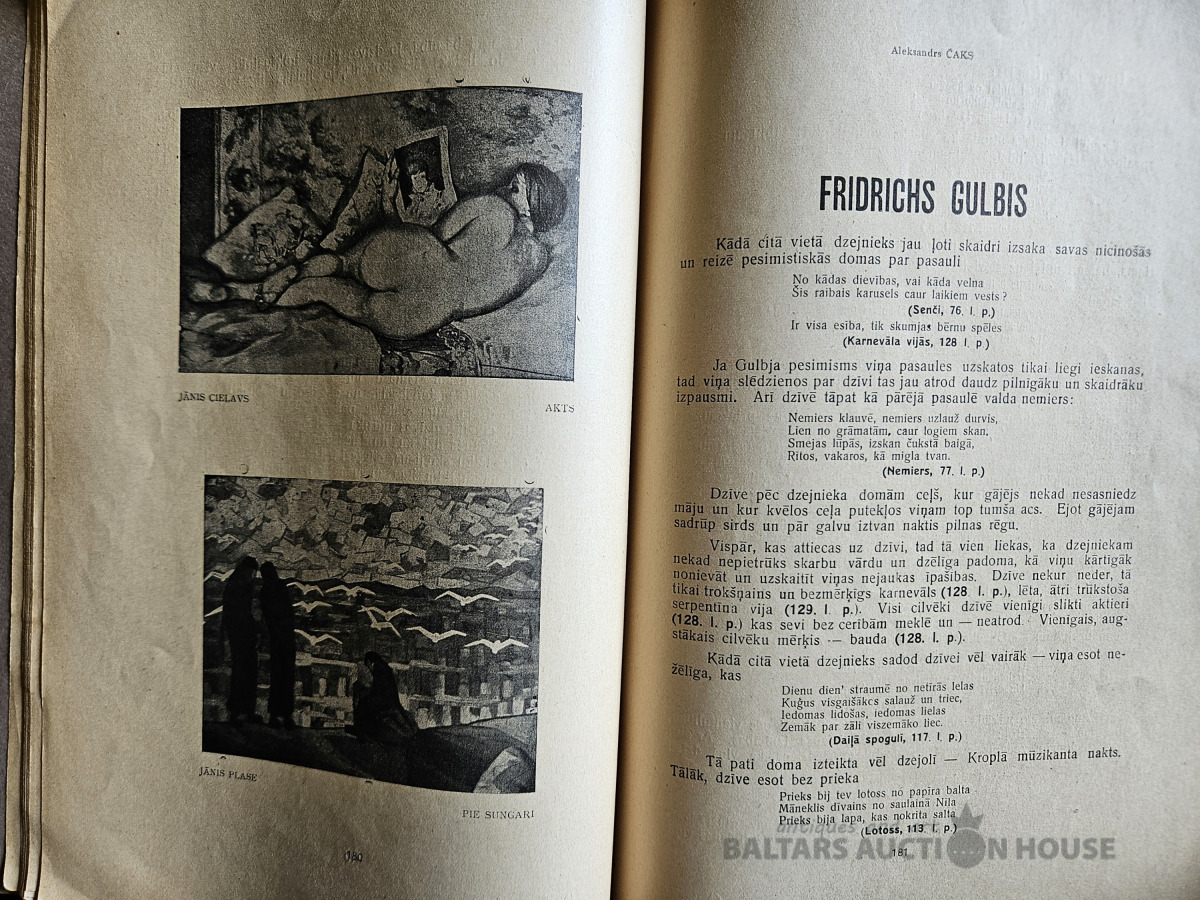 JĀNIS CIELAVS
AKTS
JĀNIS PLASE
PIE SUNGARI
180
Aleksandrs ČAKS
FRIDRICHS GULBIS
Kādā citā vietā dzejnieks jau ļoti skaidri izsaka savas nicinošās
un reizē pesimistiskās domas par pasauli
No kādas dievības, vai kāda velna
Šis raibais karusels caur laikiem vests?
(Senči, 76. l. p.)
Ir visa esība, tik skumjas bērnu spēles
(Karnevāla vijās, 128 l. p.)
Ja Gulbja pesimisms viņa pasaules uzskatos tikai liegi ieskanas,
tad viņa slēdzienos par dzīvi tas jau atrod daudz pilnīgāku un skaidrāku
izpausmi. Arī dzīvē tāpat kā pārējā pasaulē valda nemiers:
Nemiers klauvē, nemiers uzlauž durvis,
Lien no grāmatām, caur logiem skan,
Smejas lūpās, izskan čukstā baigā,
Rītos, vakaros, kā migla tvan.
(Nemiers, 77. l. p.)
Dzīve pēc dzejnieka domām ceļš, kur gājējs nekad nesasniedz
māju un kur kvēlos ceļa putekļos viņam top tumša acs. Ejot gājējam
sadrūp sirds un pār galvu iztvan naktis pilnas rēgu.
Vispār, kas attiecas uz dzīvi, tad tā vien liekas, ka dzejniekam
nekad nepietrūks skarbu vārdu un dzēlīga padoma, kā viņu kārtīgāk
nonievāt un uzskaitīt viņas nejaukas īpašības. Dzīve nekur neder, tā
tikai trokšņains un bezmērķīgs karnevāls (128 l. p.), lēta, ātri trūkstoša
serpentīna vija (129. l. p.). Visi cilvēki dzīvē vienīgi slikti aktieri
(128. l. p.) kas sevi bez cerībām meklē un — neatrod. Vienīgais, aug-
stākais cilvēku mērķis — bauda (128. l. p.).
Kādā citā vietā dzejnieks sadod dzīvei vēl vairāk — viņa esot ne-
žēlīga, kas
Dienu dien' straumē no netīrās lelas
Kuģus visgaišākos salauž un triec,
Iedomas lidošas, iedomas lielas
Zemāk par zāli viszemāko liec.
(Daiļā spoguli, 117. l. p.)
Tā pati doma izteikta vēl dzejolī — Kroplā mūzikanta nakts.
Tālāk, dzīve esot bez prieka
Prieks bij tev lotoss no papīra balta
Māneklis dīvains no saulainā Nīla
Prieks bija lapa, kas nokrita salta
(Lotoss, 113. l. p.)
181
antiques and art
BALTARS AUCTION HOUSE